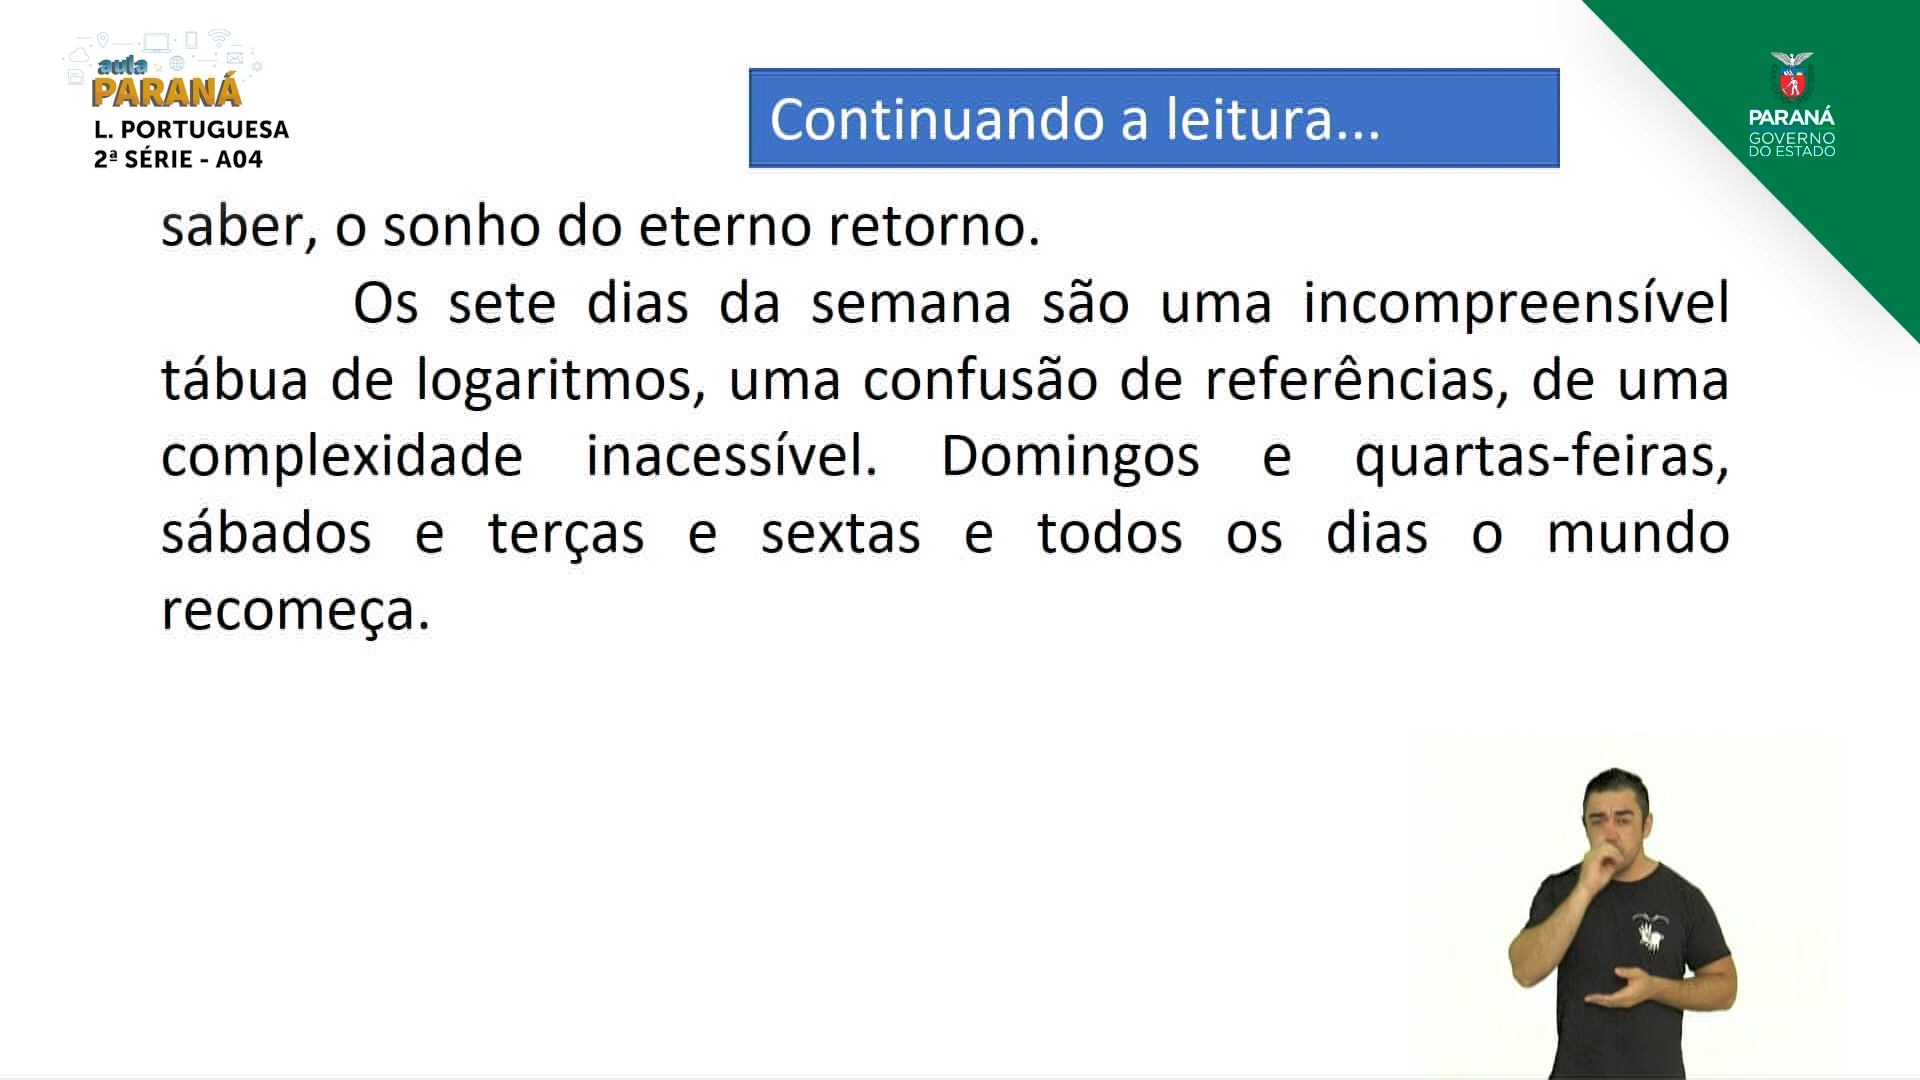 aula
PARANÁ
L. PORTUGUESA
2ª SÉRIE - A04
Continuando a leitura...
PARANÁ
GOVERNO
DO ESTADO
saber, o sonho do eterno retorno.
Os sete dias da semana são uma incompreensível
tábua de logaritmos, uma confusão de referências, de uma
complexidade inacessível. Domingos e quartas-feiras,
sábados e terças e sextas e todos os dias o mundo
recomeça.